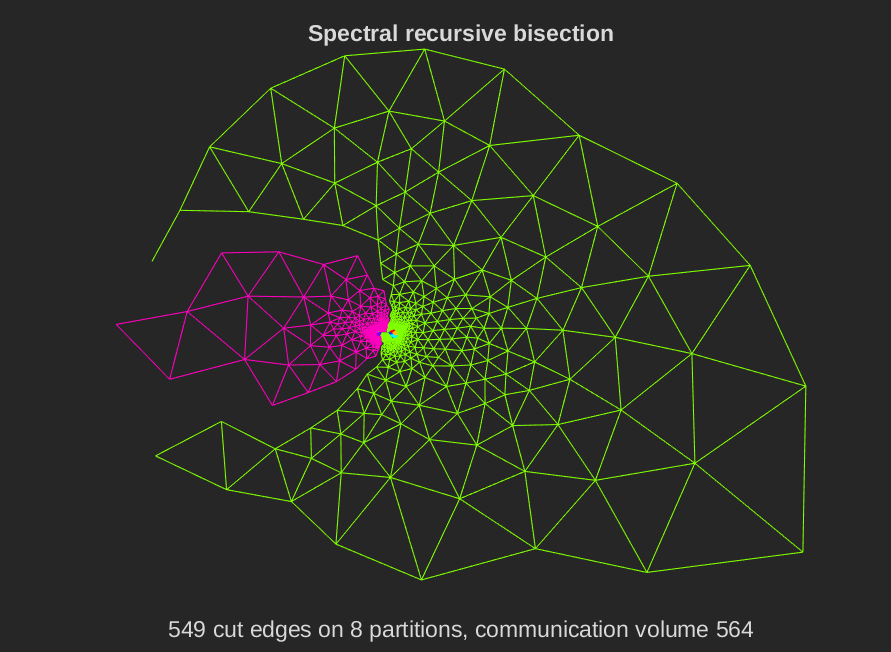 Spectral recursive bisection
549 cut edges on 8 partitions, communication volume 564